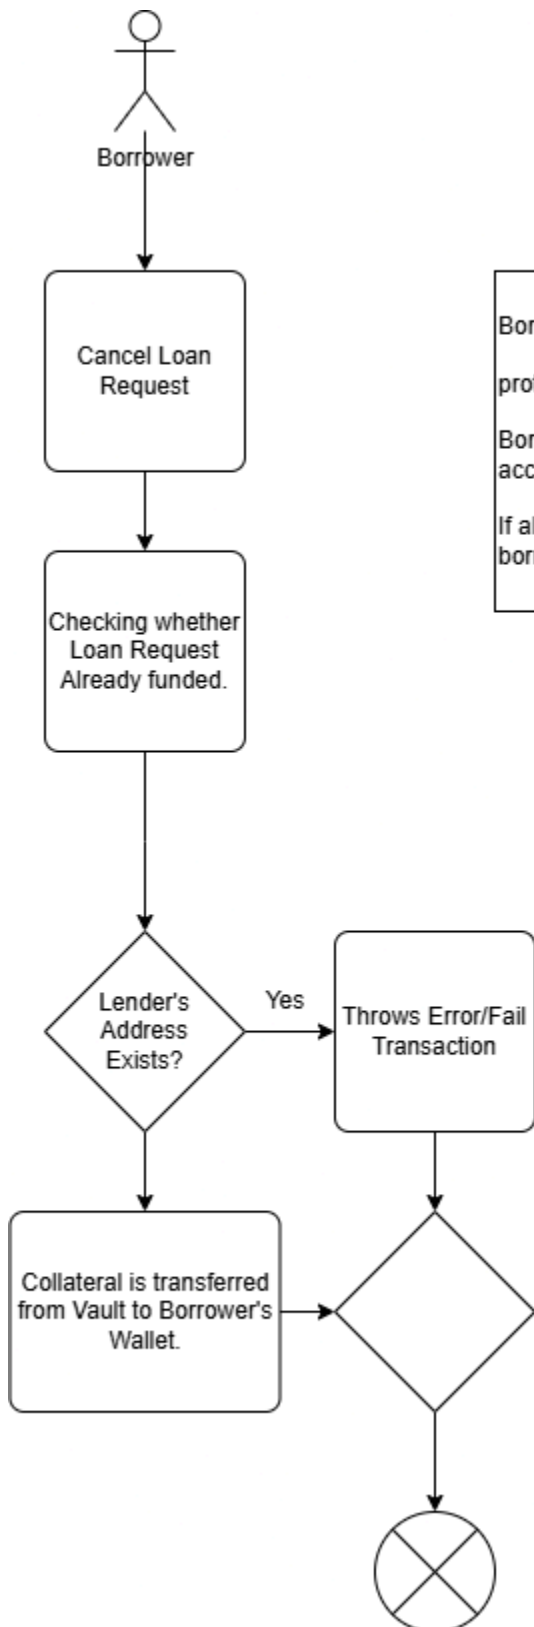 Borrower
Cancel Loan
Request
Checking whether
Loan Request
Already funded.
Lender's
Address
Exists?
Yes
Throws Error/Fail
Transaction
Collateral is transferred
from Vault to Borrower's
Wallet.